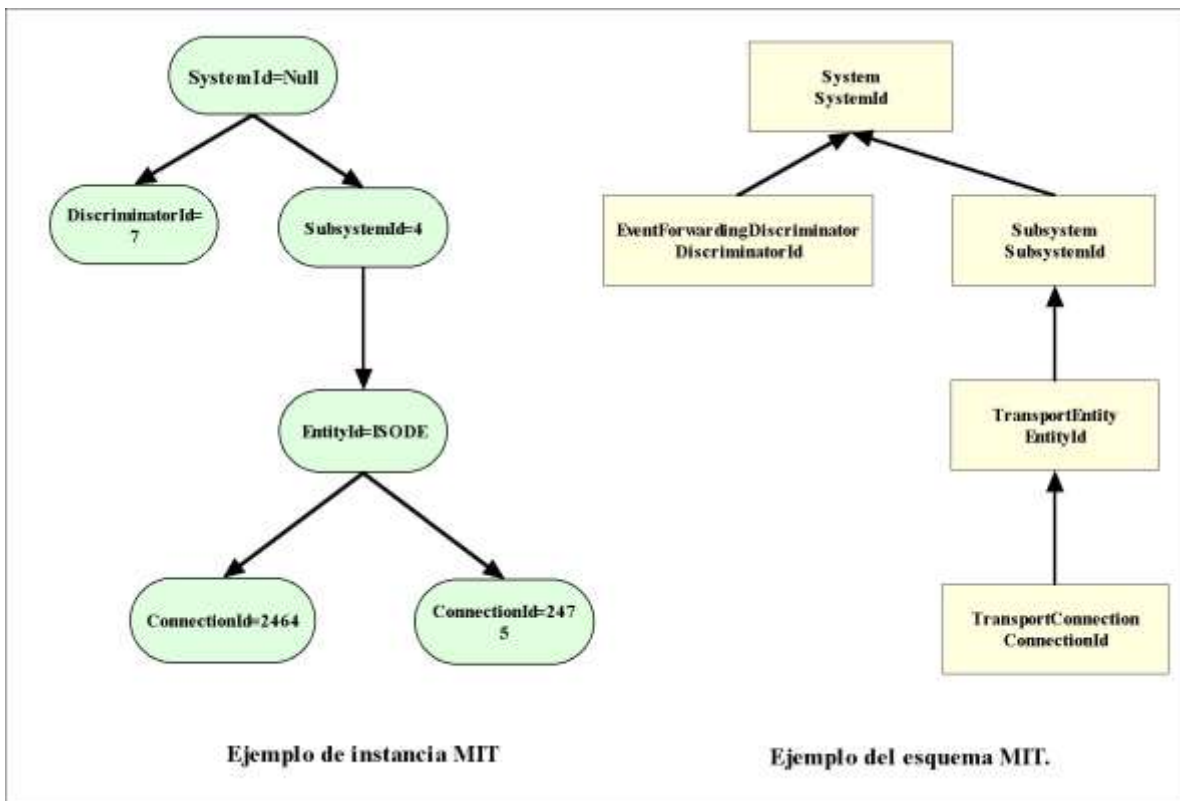 SystemId=Null
DiscriminatorId=
7
SubsystemId=4
EntityId=ISODE
ConnectionId=2464
ConnectionId=247
5
Ejemplo de instancia MIT
System
SystemId
EventForwardingDiscriminator
DiscriminatorId
Subsystem
SubsystemId
TransportEntity
EntityId
TransportConnection
ConnectionId
Ejemplo del esquema MIT.